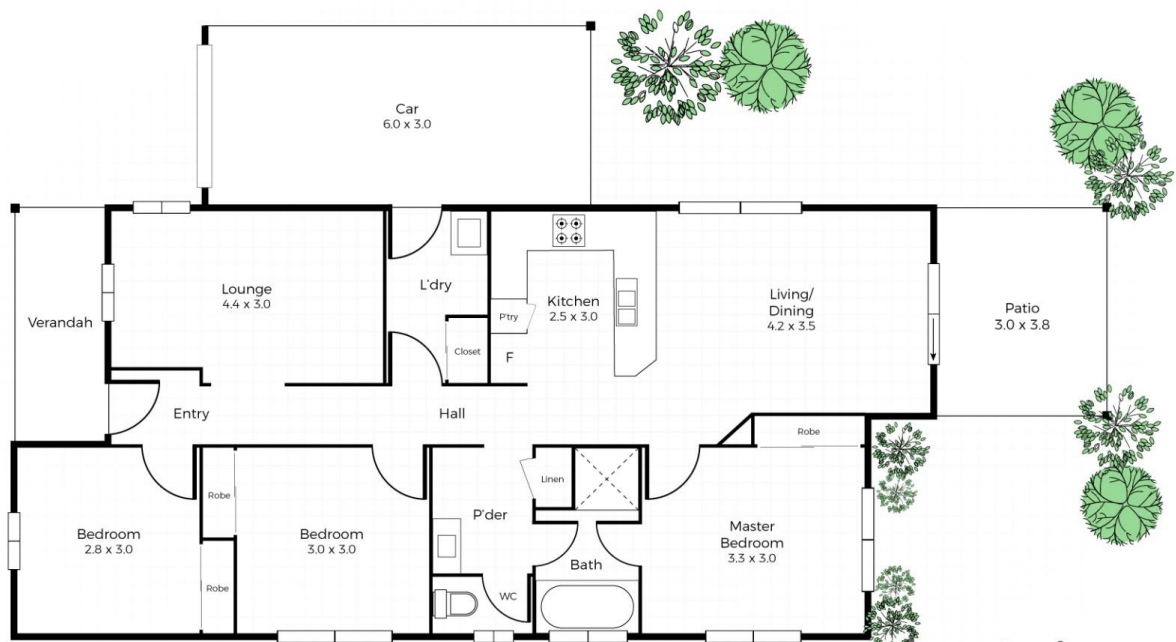 Car
6.0 x 3.0
Lounge
4.4 x 3.0
L'dry
Kitchen
2.5 x 3.0
P'try
F
Closet
Living/
Dining
4.2 x 3.5
Patio
3.0 x 3.8
Verandah
Entry
Hall
Robe
Bedroom
2.8 x 3.0
Robe
Robe
Bedroom
3.0 x 3.0
Linen
P'der
WC
Bath
Master
Bedroom
3.3 x 3.0